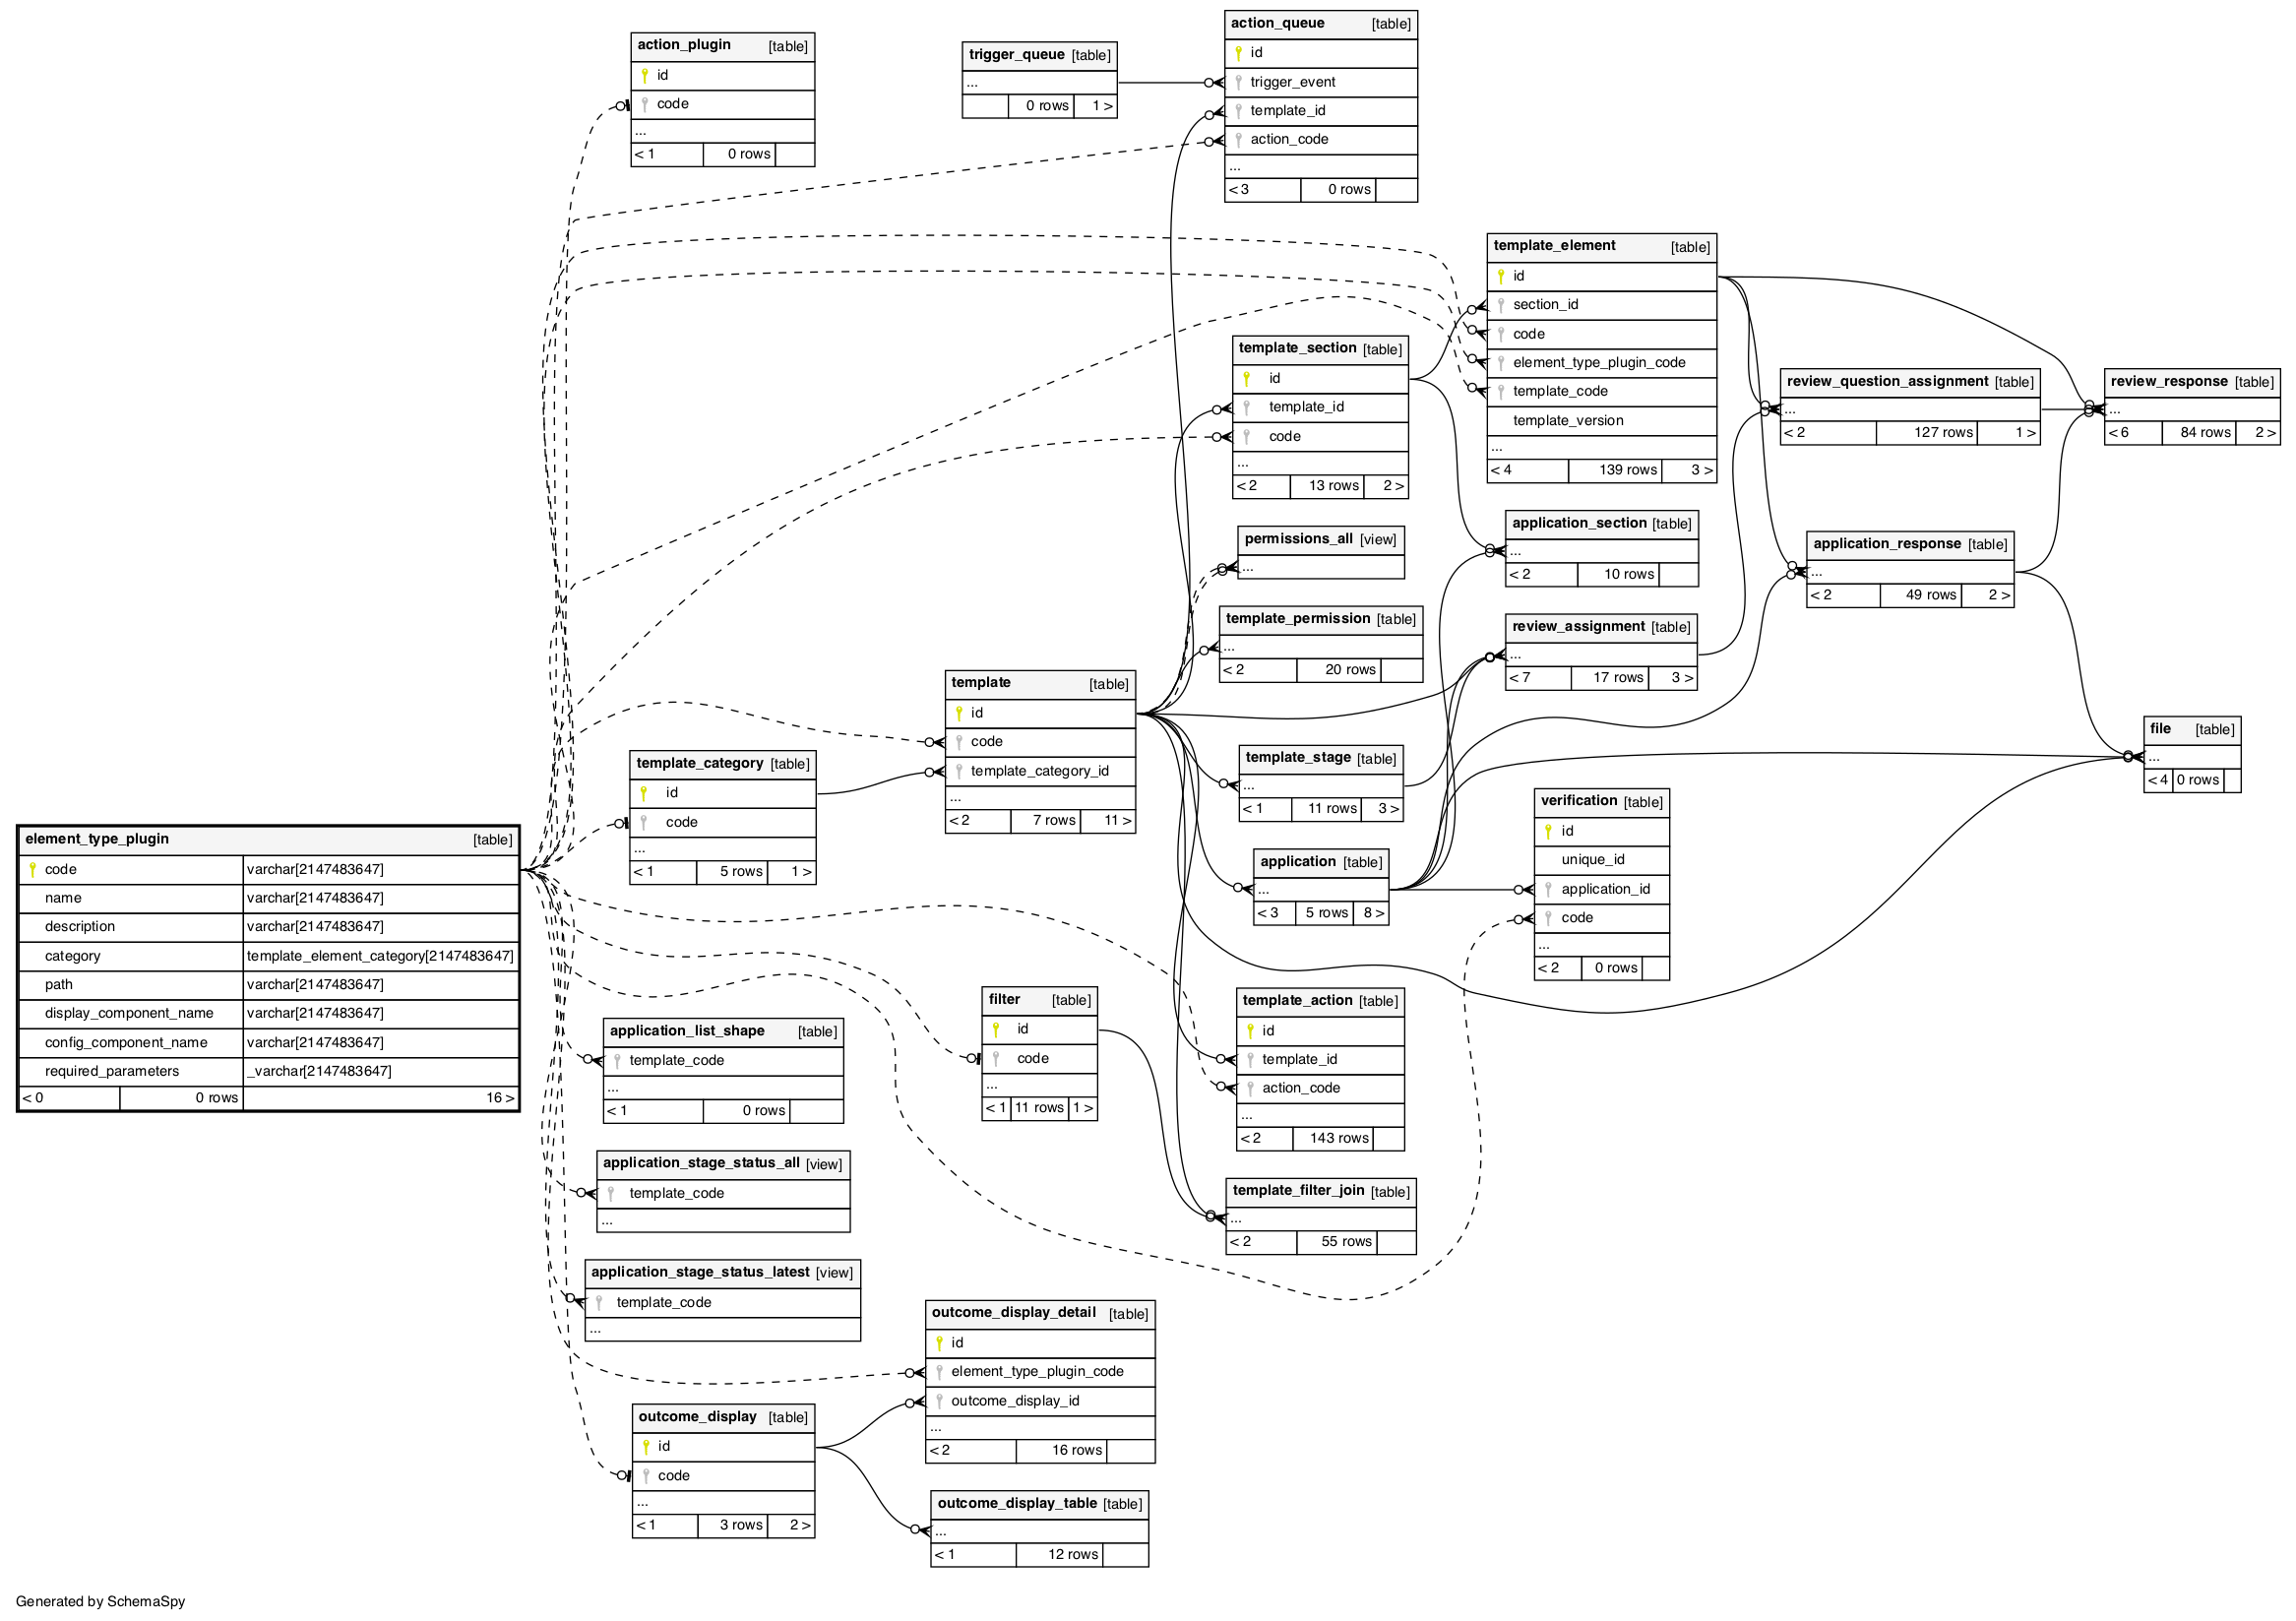 action_plugin [table]
id
code
...
< 1 0 rows
trigger_queue [table]
...
0 rows 1 >
action_queue [table]
id
trigger_event
template_id
action_code
...
< 3 0 rows
template_element [table]
id
section_id
code
element_type_plugin_code
template_code
template_version
...
< 4 139 rows 3 >
template_section [table]
id
template_id
code
...
< 2 13 rows 2 >
review_question_assignment [table]
...
< 2 127 rows 1 >
review_response [table]
...
< 6 84 rows 2 >
permissions_all [view]
...
application_section [table]
...
< 2 10 rows
application_response [table]
...
< 2 49 rows 2 >
template_permission [table]
...
< 2 20 rows
review_assignment [table]
...
< 7 17 rows 3 >
template [table]
id
code
template_category_id
...
< 2 7 rows 11 >
template_category [table]
id
code
...
< 1 5 rows 1 >
template_stage [table]
...
< 1 11 rows 3 >
file [table]
...
< 4 0 rows
verification [table]
id
unique_id
application_id
code
...
< 2 0 rows
application [table]
...
< 3 5 rows 8 >
element_type_plugin [table]
code varchar[2147483647]
name varchar[2147483647]
description varchar[2147483647]
category template_element_category[2147483647]
path varchar[2147483647]
display_component_name varchar[2147483647]
config_component_name varchar[2147483647]
required_parameters _varchar[2147483647]
< 0 0 rows 16 >
filter [table]
id
code
...
< 1 11 rows 1 >
template_action [table]
id
template_id
action_code
...
< 2 143 rows
application_list_shape [table]
template_code
...
< 1 0 rows
application_stage_status_all [view]
template_code
...
template_filter_join [table]
...
< 2 55 rows
application_stage_status_latest [view]
template_code
...
outcome_display_detail [table]
id
element_type_plugin_code
outcome_display_id
...
< 2 16 rows
outcome_display [table]
id
code
...
< 1 3 rows 2 >
outcome_display_table [table]
...
< 1 12 rows
Generated by SchemaSpy